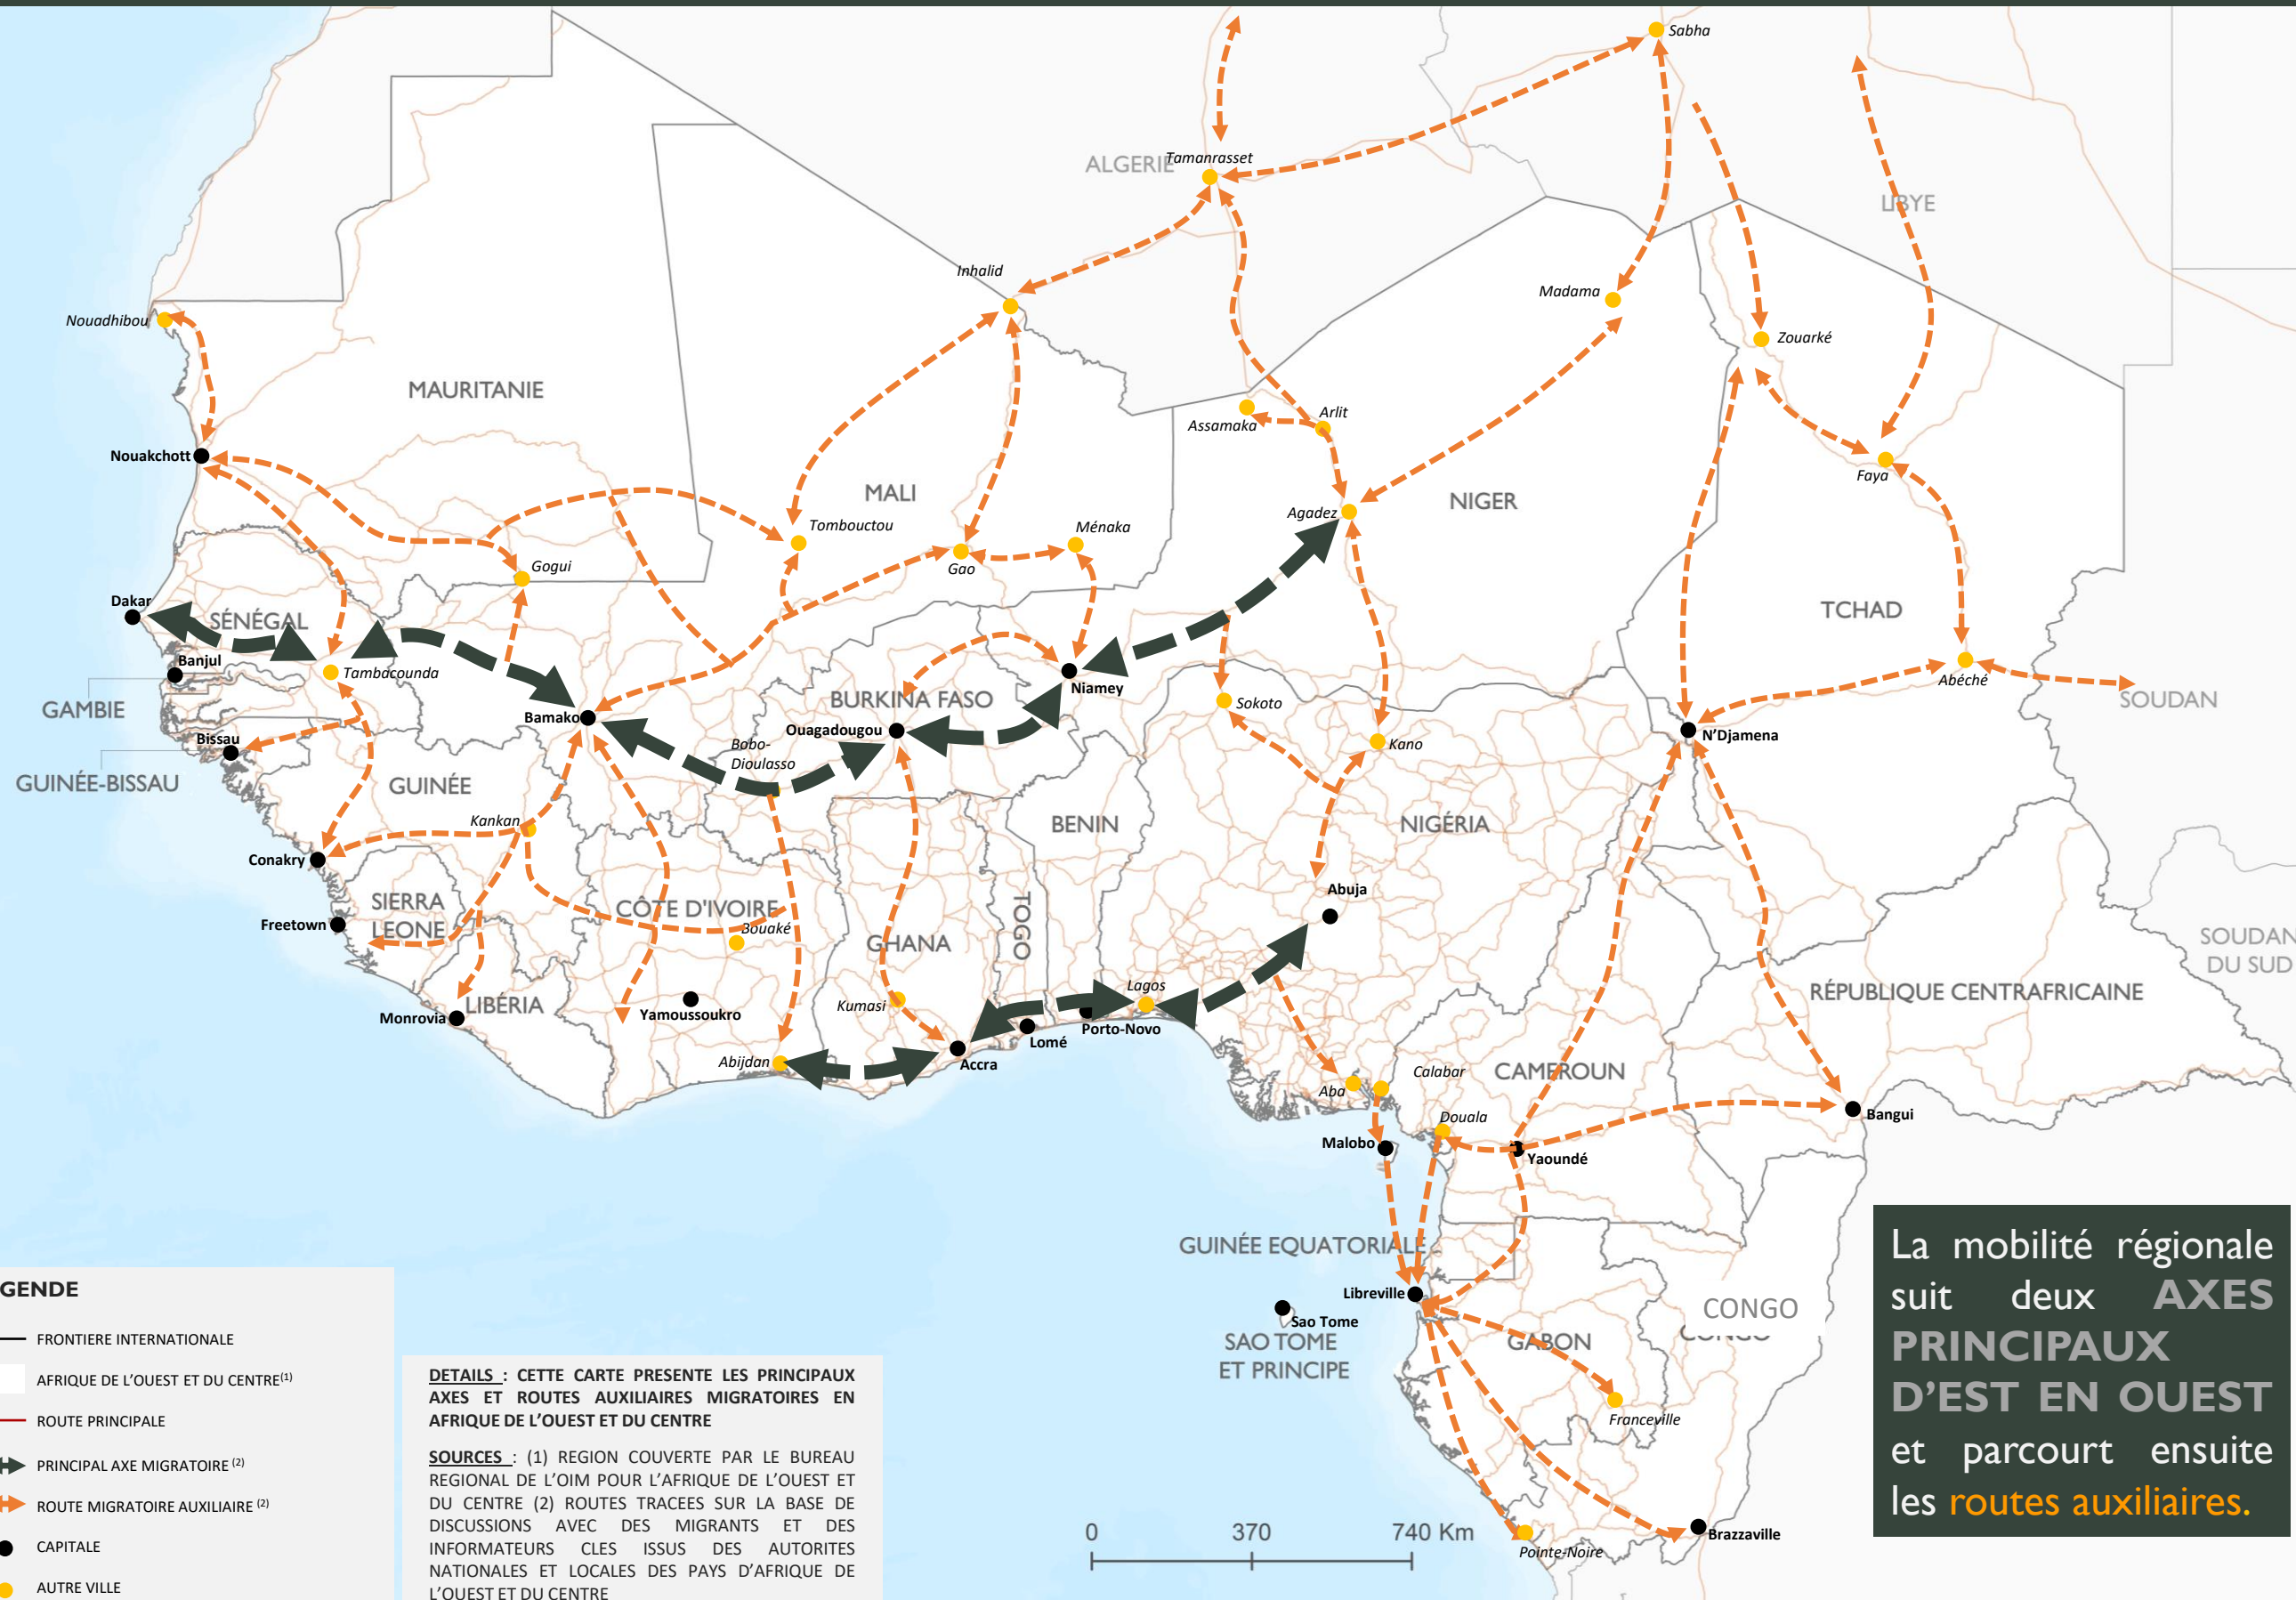 Sabha
ALGERIE
Tamanrasset
LIBYE
Inhalid
Madama
Nouadhibou
Zouarké
MAURITANIE
Assamaka
Arlit
Nouakchott
MALI
NIGER
Faya
Tombouctou
Ménaka
Agadez
Gogui
Gao
Dakar
SÉNÉGAL
TCHAD
Banjul
Tambacounda
Niamey
Abéché
GAMBIE
BURKINA FASO
Sokoto
SOUDAN
Bamako
Ouagadougou
Bissau
Bobo-
Dioulasso
Kano
N'Djamena
GUINÉE-BISSAU
GUINÉE
Kankan
BENIN
NIGÉRIA
Conakry
Abuja
SIERRA
LEONE
CÔTE D'IVOIRE
TOGO
Freetown
Bouaké
GHANA
SOUDAN
DU SUD
LIBÉRIA
Lagos
RÉPUBLIQUE CENTRAFRICAINE
Monrovia
Yamoussoukro
Kumasi
Porto-Novo
Lomé
Abijdan
Accra
Calabar
CAMEROUN
Aba
Douala
Bangui
Malobo
Yaoundé
GUINÉE EQUATORIALE
Libreville
CONGO
Sao Tome
SAO TOME
ET PRINCIPE
GABON
CONGO
Franceville
Brazzaville
Pointe-Noire
0 370 740 Km
GENDE
FRONTIERE INTERNATIONALE
AFRIQUE DE L'OUEST ET DU CENTRE(1)
ROUTE PRINCIPALE
PRINCIPAL AXE MIGRATOIRE (2)
ROUTE MIGRATOIRE AUXILIAIRE (2)
CAPITALE
AUTRE VILLE
DETAILS : CETTE CARTE PRESENTE LES PRINCIPAUX
AXES ET ROUTES AUXILIAIRES MIGRATOIRES EN
AFRIQUE DE L'OUEST ET DU CENTRE
SOURCES : (1) REGION COUVERTE PAR LE BUREAU
REGIONAL DE L'OIM POUR L'AFRIQUE DE L'OUEST ET
DU CENTRE (2) ROUTES TRACEES SUR LA BASE DE
DISCUSSIONS AVEC DES MIGRANTS ET DES
INFORMATEURS CLES ISSUS DES AUTORITES
NATIONALES ET LOCALES DES PAYS D'AFRIQUE DE
L'OUEST ET DU CENTRE
La mobilité régionale
suit deux AXES
PRINCIPAUX
D'EST EN OUEST
et parcourt ensuite
les routes auxiliaires.